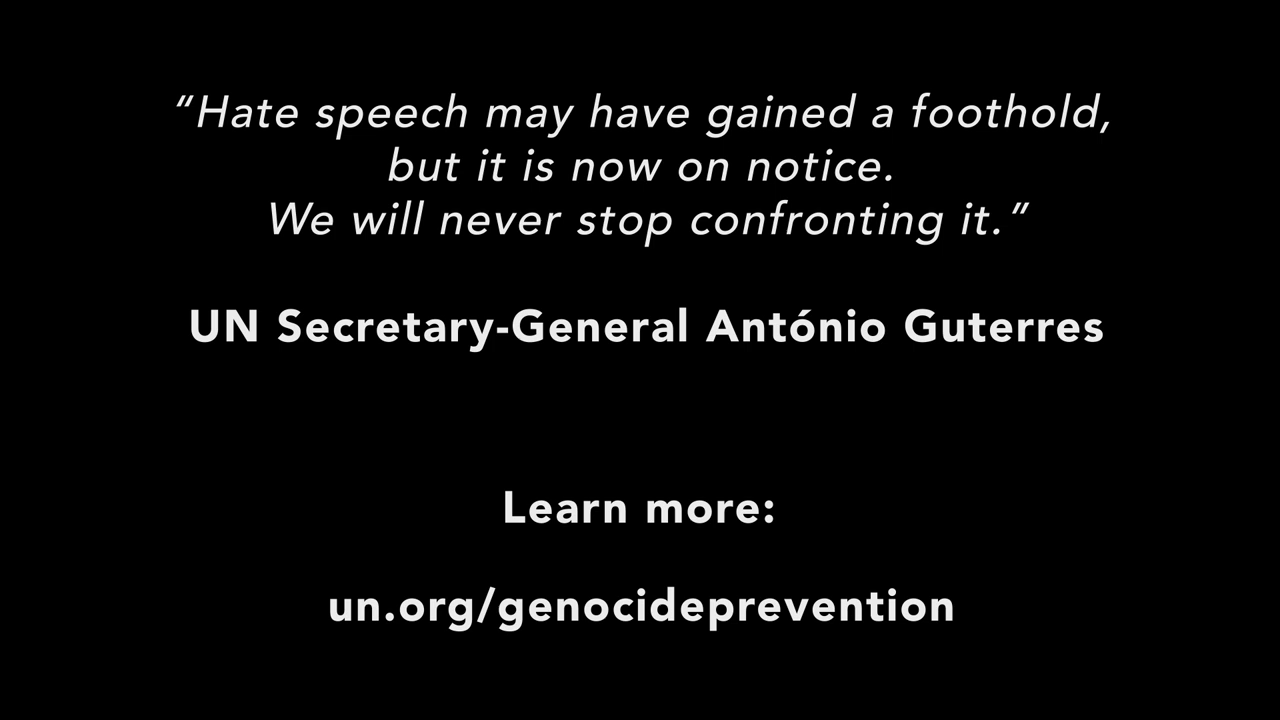 “Hate speech may have gained a foothold,
but it is now on notice.
We will never stop confronting it.”
UN Secretary-General António Guterres
Learn more:
un.org/genocideprevention